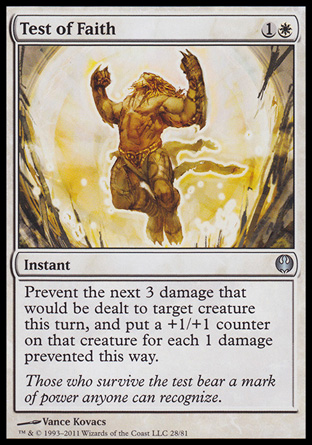 Test of Faith 1
Instant
Prevent the next 3 damage that
would be dealt to target creature
this turn, and put a +1/+1 counter
on that creature for each 1 damage
prevented this way.
Those who survive the test bear a mark
of power anyone can recognize.
Vance Kovacs
™ & © 1993–2011 Wizards of the Coast LLC 28/81